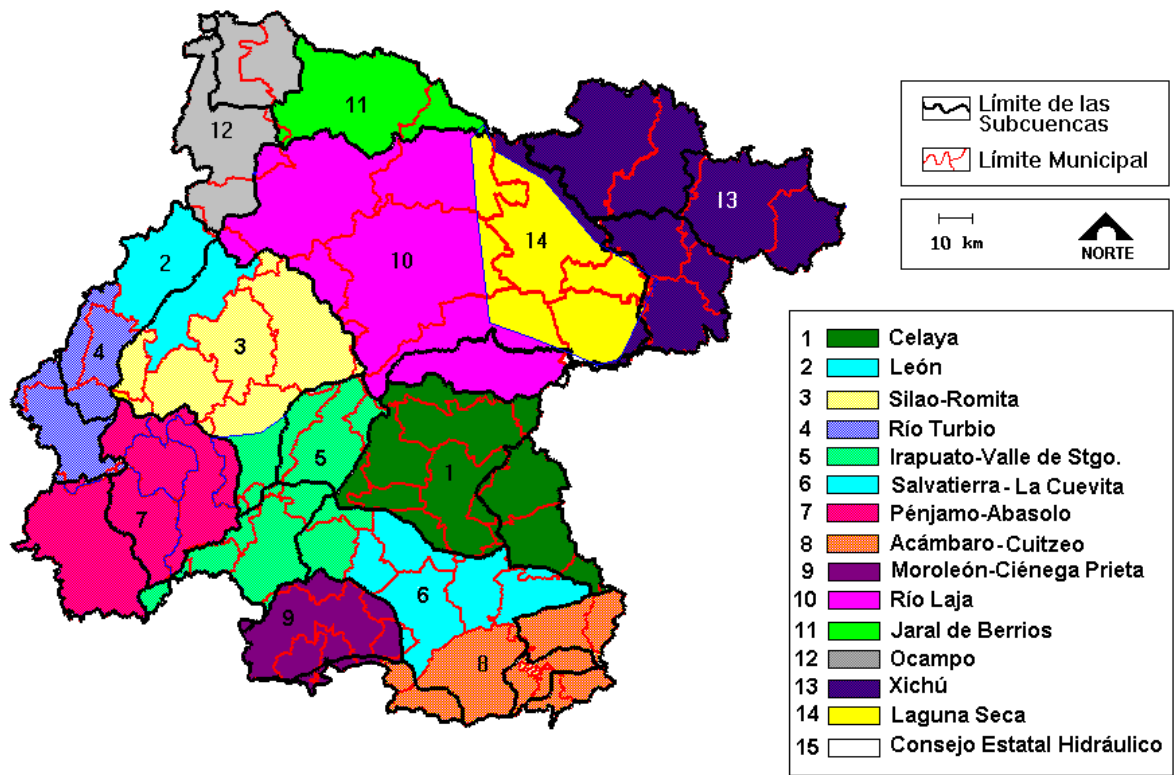 11
12
13
14
2
10
3
4
5
1
7
6
9
8
Límite de las
Subcuencas
Límite Municipal
10 km
NORTE
1 Celaya
2 León
3 Silao-Romita
4 Río Turbio
5 Irapuato-Valle de Stgo.
6 Salvatierra-La Cuevita
7 Pénjamo-Abasolo
8 Acámbaro-Cuitzeo
9 Moroleón-Ciénega Prieta
10 Río Laja
11 Jaral de Berrios
12 Ocampo
13 Xichú
14 Laguna Seca
15 Consejo Estatal Hidráulico